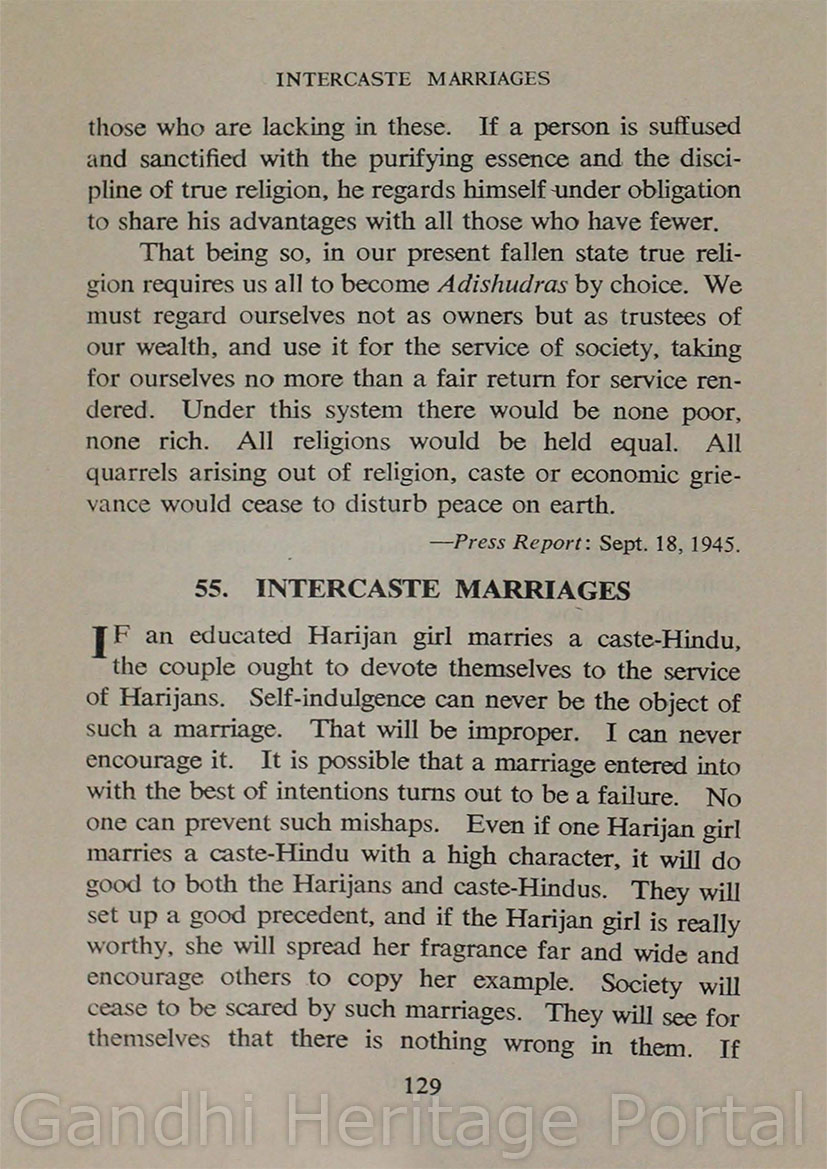 INTERCASTE MARRIAGES
those who are lacking in these. If a person is suffused
and sanctified with the purifying essence and the disci-
pline of true religion, he regards himself under obligation
to share his advantages with all those who have fewer.
That being so, in our present fallen state true reli-
gion requires us all to become Adishudras by choice. We
must regard ourselves not as owners but as trustees of
our wealth, and use it for the service of society, taking
for ourselves no more than a fair return for service ren-
dered. Under this system there would be none poor,
none rich. All religions would be held equal. All
quarrels arising out of religion, caste or economic grie-
vance would cease to disturb peace on earth.
—Press Report: Sept. 18, 1945.
55. INTERCASTE MARRIAGES
IF an educated Harijan girl marries a caste-Hindu,
the couple ought to devote themselves to the service
of Harijans. Self-indulgence can never be the object of
such a marriage. That will be improper. I can never
encourage it. It is possible that a marriage entered into
with the best of intentions turns out to be a failure. No
one can prevent such mishaps. Even if one Harijan girl
marries a caste-Hindu with a high character, it will do
good to both the Harijans and caste-Hindus. They will
set up a good precedent, and if the Harijan girl is really
worthy, she will spread her fragrance far and wide and
encourage others to copy her example. Society will
cease to be scared by such marriages. They will see for
themselves that there is nothing wrong in them. If
129
Gandhi Heritage Portal